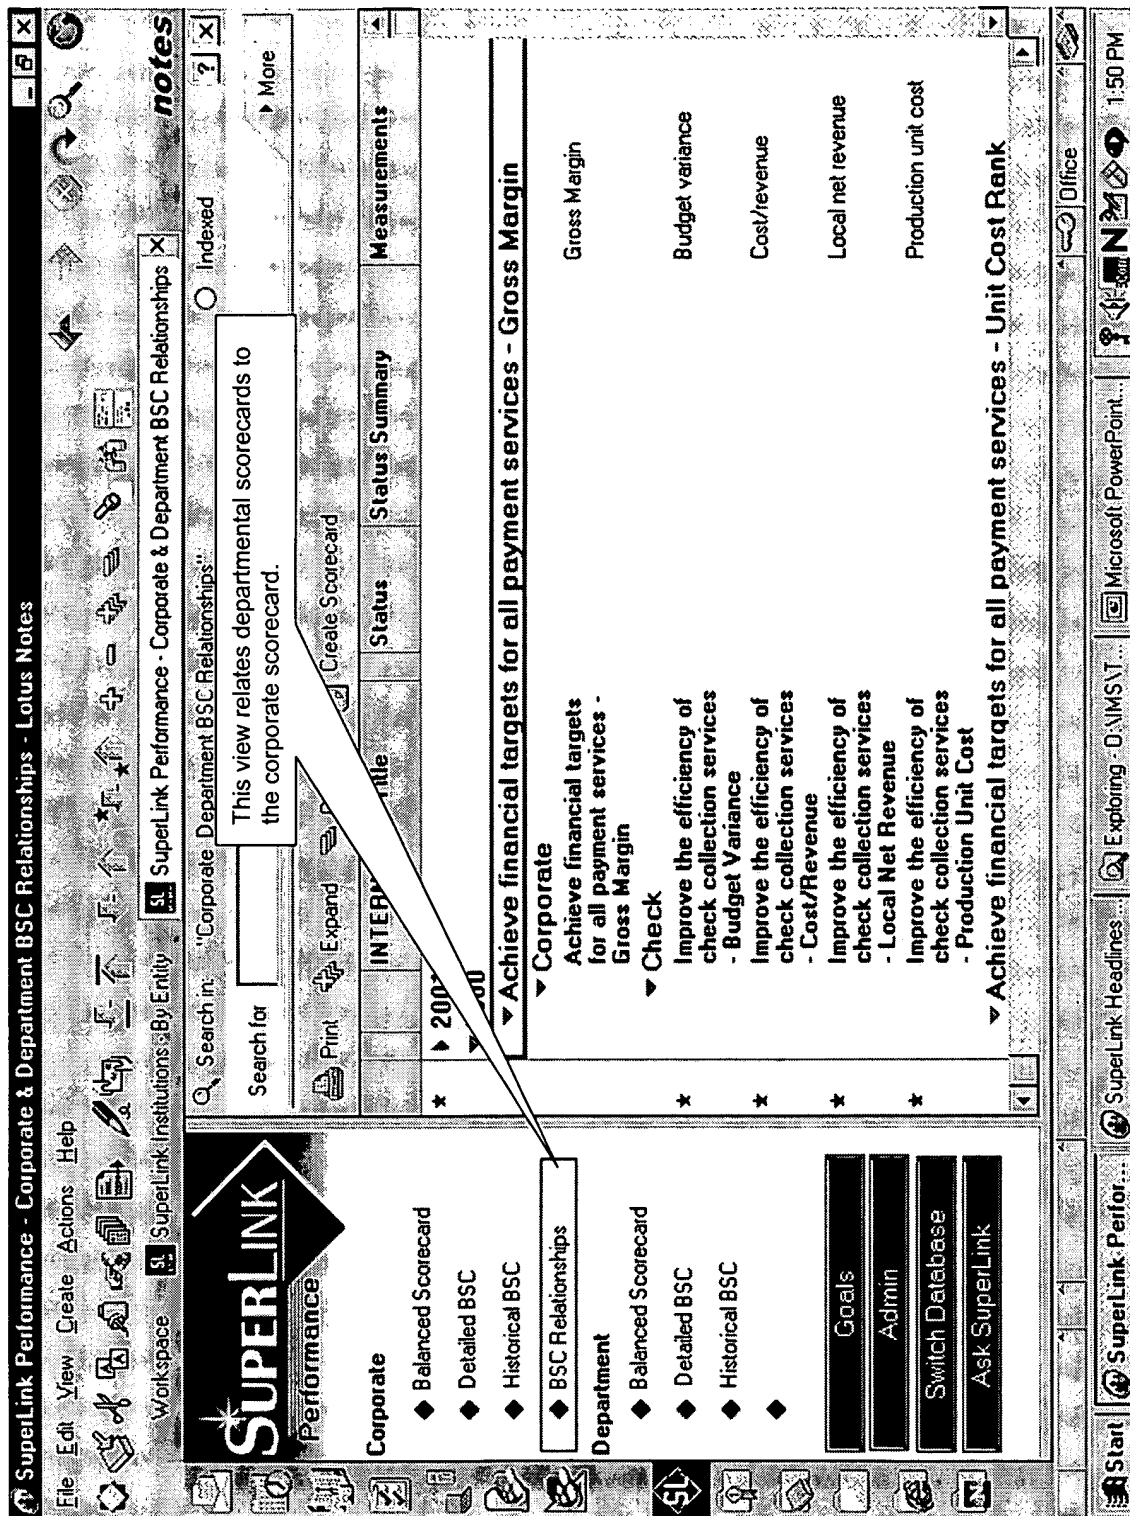 SuperLink Performance - Corporate & Department BSC Relationships - Lotus Notes
File Edit View Create Actions Help
Workspace
SL SuperLink Institutions - By Entity
SL SuperLink Performance - Corporate & Department BSC Relationships
notes
SUPERLINK
Performance
Corporate
Balanced Scorecard
Detailed BSC
Historical BSC
BSC Relationships
Department
Balanced Scorecard
Detailed BSC
Historical BSC
Goals
Admin
Switch Database
Ask SuperLink
SL
Search in: "Corporate Department BSC Relationships"
Indexed
Search for
More
This view relates departmental scorecards to
the corporate scorecard.
Print
Expand
Create Scorecard
Status
Status Summary
Measurements
Achieve financial targets for all payment services - Gross Margin
Corporate
Achieve financial targets
for all payment services -
Gross Margin
Gross Margin
Check
Improve the efficiency of
check collection services
- Budget Variance
Budget variance
Improve the efficiency of
check collection services
- Cost/Revenue
Cost/revenue
Improve the efficiency of
check collection services
- Local Net Revenue
Local net revenue
Improve the efficiency of
check collection services
- Production Unit Cost
Production unit cost
Achieve financial targets for all payment services - Unit Cost Rank
Office
Start
SuperLink Perfor...
SuperLink Headlines...
Exploring - D:\IMS\T...
Microsoft PowerPoint...
1:50 PM